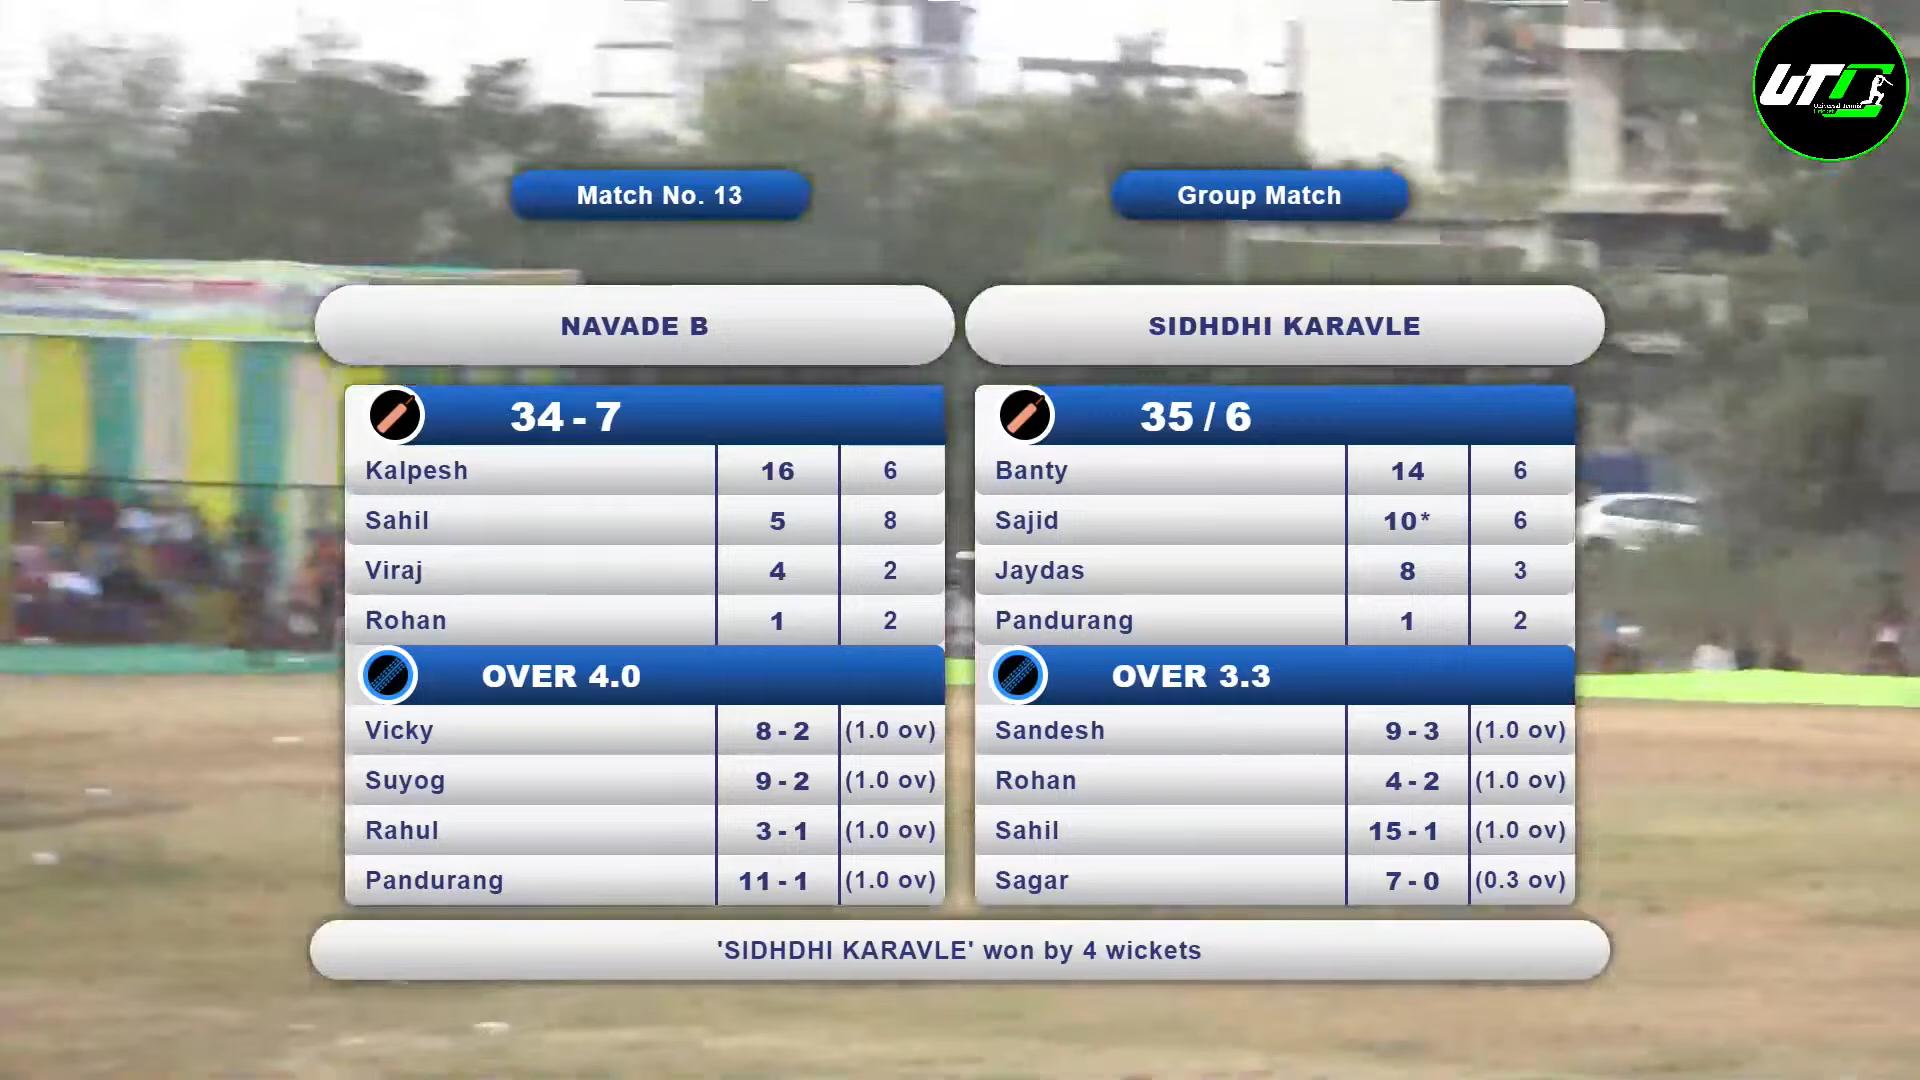 UTC
Universal Tennis
Cricket
Match No. 13
Group Match
NAVADE B
SIDHDHI KARAVLE
34 - 7
Kalpesh 16 6
Sahil 5 8
Viraj 4 2
Rohan 1 2
OVER 4.0
Vicky 8 - 2 (1.0 ov)
Suyog 9 - 2 (1.0 ov)
Rahul 3 - 1 (1.0 ov)
Pandurang 11 - 1 (1.0 ov)
35 / 6
Banty 14 6
Sajid 10* 6
Jaydas 8 3
Pandurang 1 2
OVER 3.3
Sandesh 9 - 3 (1.0 ov)
Rohan 4 - 2 (1.0 ov)
Sahil 15 - 1 (1.0 ov)
Sagar 7 - 0 (0.3 ov)
'SIDHDHI KARAVLE' won by 4 wickets